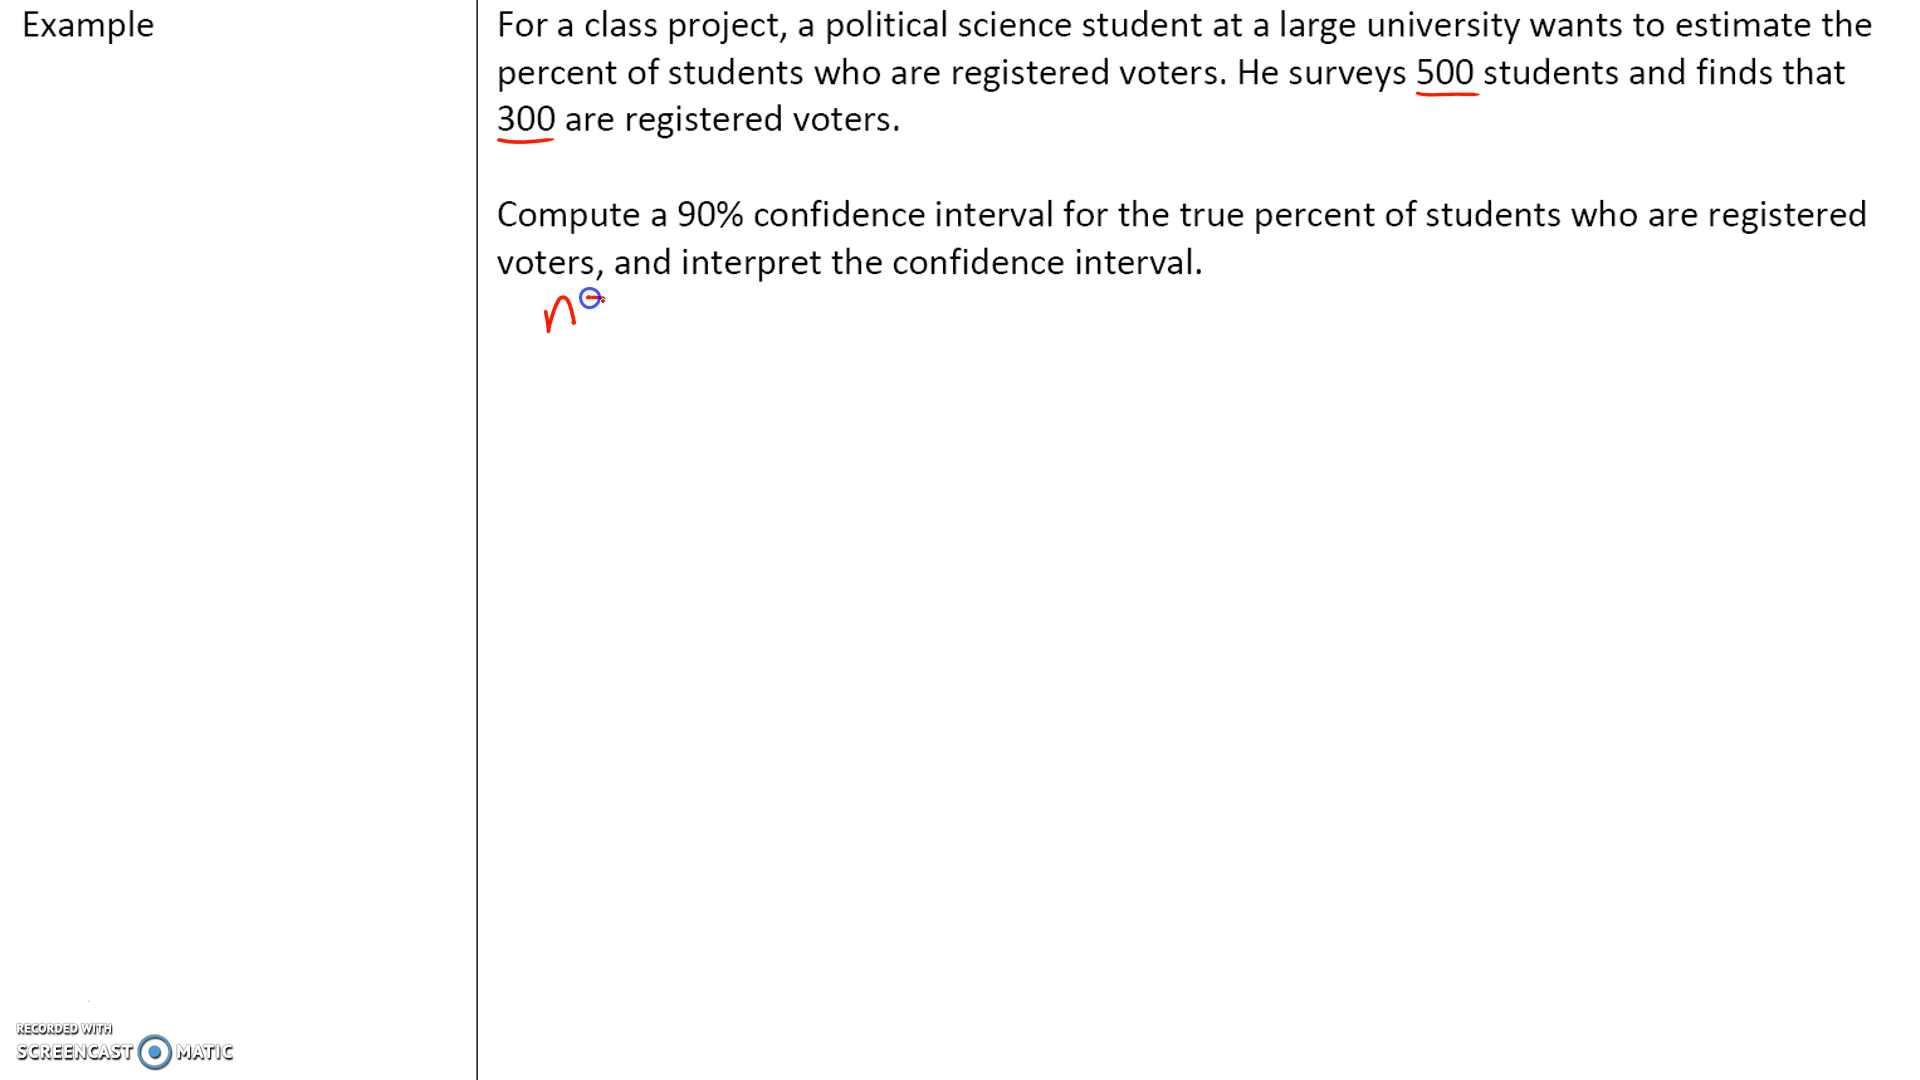 Example
For a class project, a political science student at a large university wants to estimate the
percent of students who are registered voters. He surveys 500 students and finds that
300 are registered voters.
Compute a 90% confidence interval for the true percent of students who are registered
voters, and interpret the confidence interval.
n
RECORDED WITH
SCREENCAST MATIC